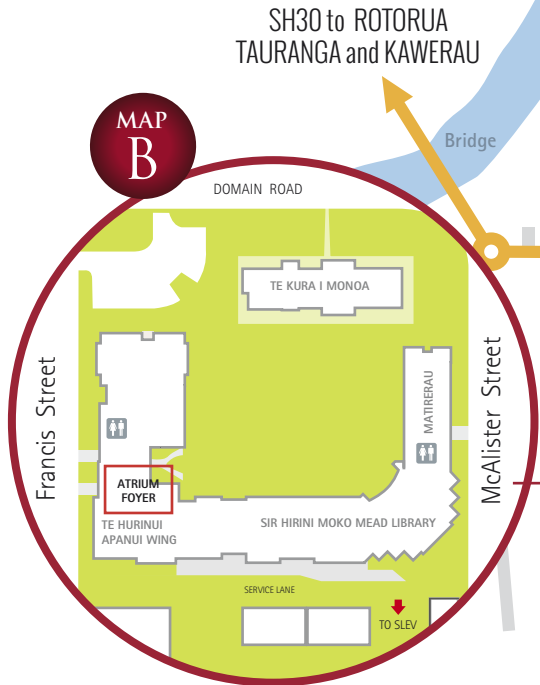 SH30 to ROTORUA
TAURANGA and KAWERAU
MAP
B
Bridge
DOMAIN ROAD
TE KURA I MONOA
Francis Street
MATIRERAU
McAlister Street
ATRIUM
FOYER
TE HURINUI
APANUI WING
SIR HIRINI MOKO MEAD LIBRARY
SERVICE LANE
TO SLEV